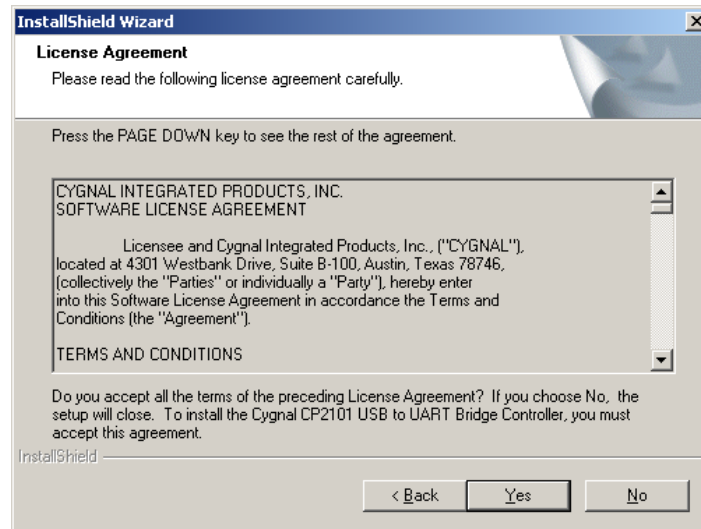 InstallShield Wizard
License Agreement
Please read the following license agreement carefully.
Press the PAGE DOWN key to see the rest of the agreement.
CYGNAL INTEGRATED PRODUCTS, INC.
SOFTWARE LICENSE AGREEMENT
Licensee and Cygnal Integrated Products, Inc., ("CYGNAL"),
located at 4301 Westbank Drive, Suite B-100, Austin, Texas 78746,
(collectively the "Parties" or individually a "Party"), hereby enter
into this Software License Agreement in accordance the Terms and
Conditions (the "Agreement").
TERMS AND CONDITIONS
Do you accept all the terms of the preceding License Agreement?  If you choose No,  the
setup will close.  To install the Cygnal CP2101 USB to UART Bridge Controller, you must
accept this agreement.
InstallShield
< Back
Yes
No